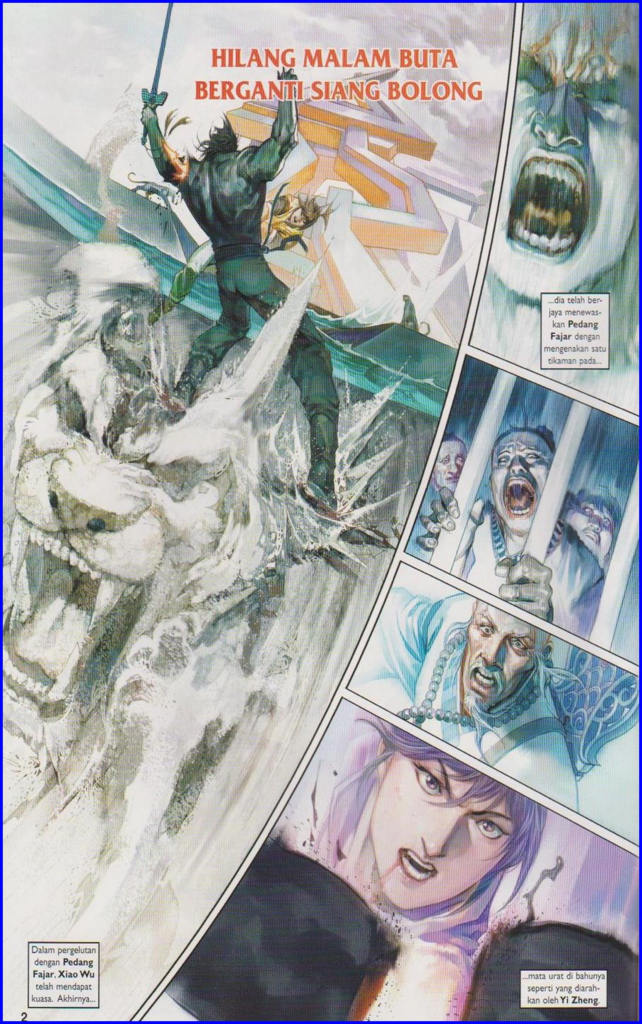 HILANG MALAM BUTA
BERGANTI SIANG BOLONG
Dalam pergelutan
dengan Pedang
Fajar, Xiao Wu
telah mendapat
kuasa. Akhirnya...
...dia telah ber-
jaya menewas-
kan Pedang
Fajar dengan
mengenakan satu
tikaman pada...
...mata urat di bahunya
seperti yang diarah-
kan oleh Yi Zheng.
2